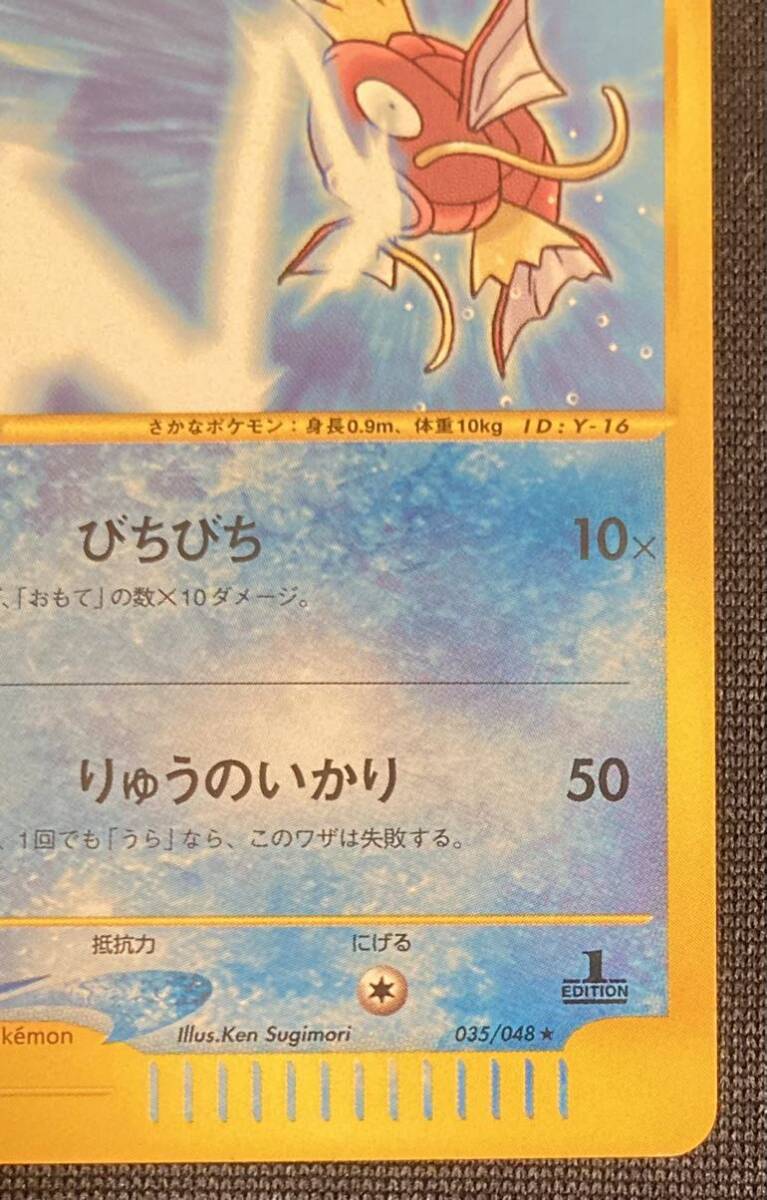 さかなポケモン：身長0.9m、体重10kg ID:Y-16
びちびち 10×
、「おもて」の数×10ダメージ。
りゅうのいかり 50
、1回でも「うら」なら、このワザは失敗する。
抵抗力 にげる
1
EDITION
kémon Illus.Ken Sugimori 035/048★